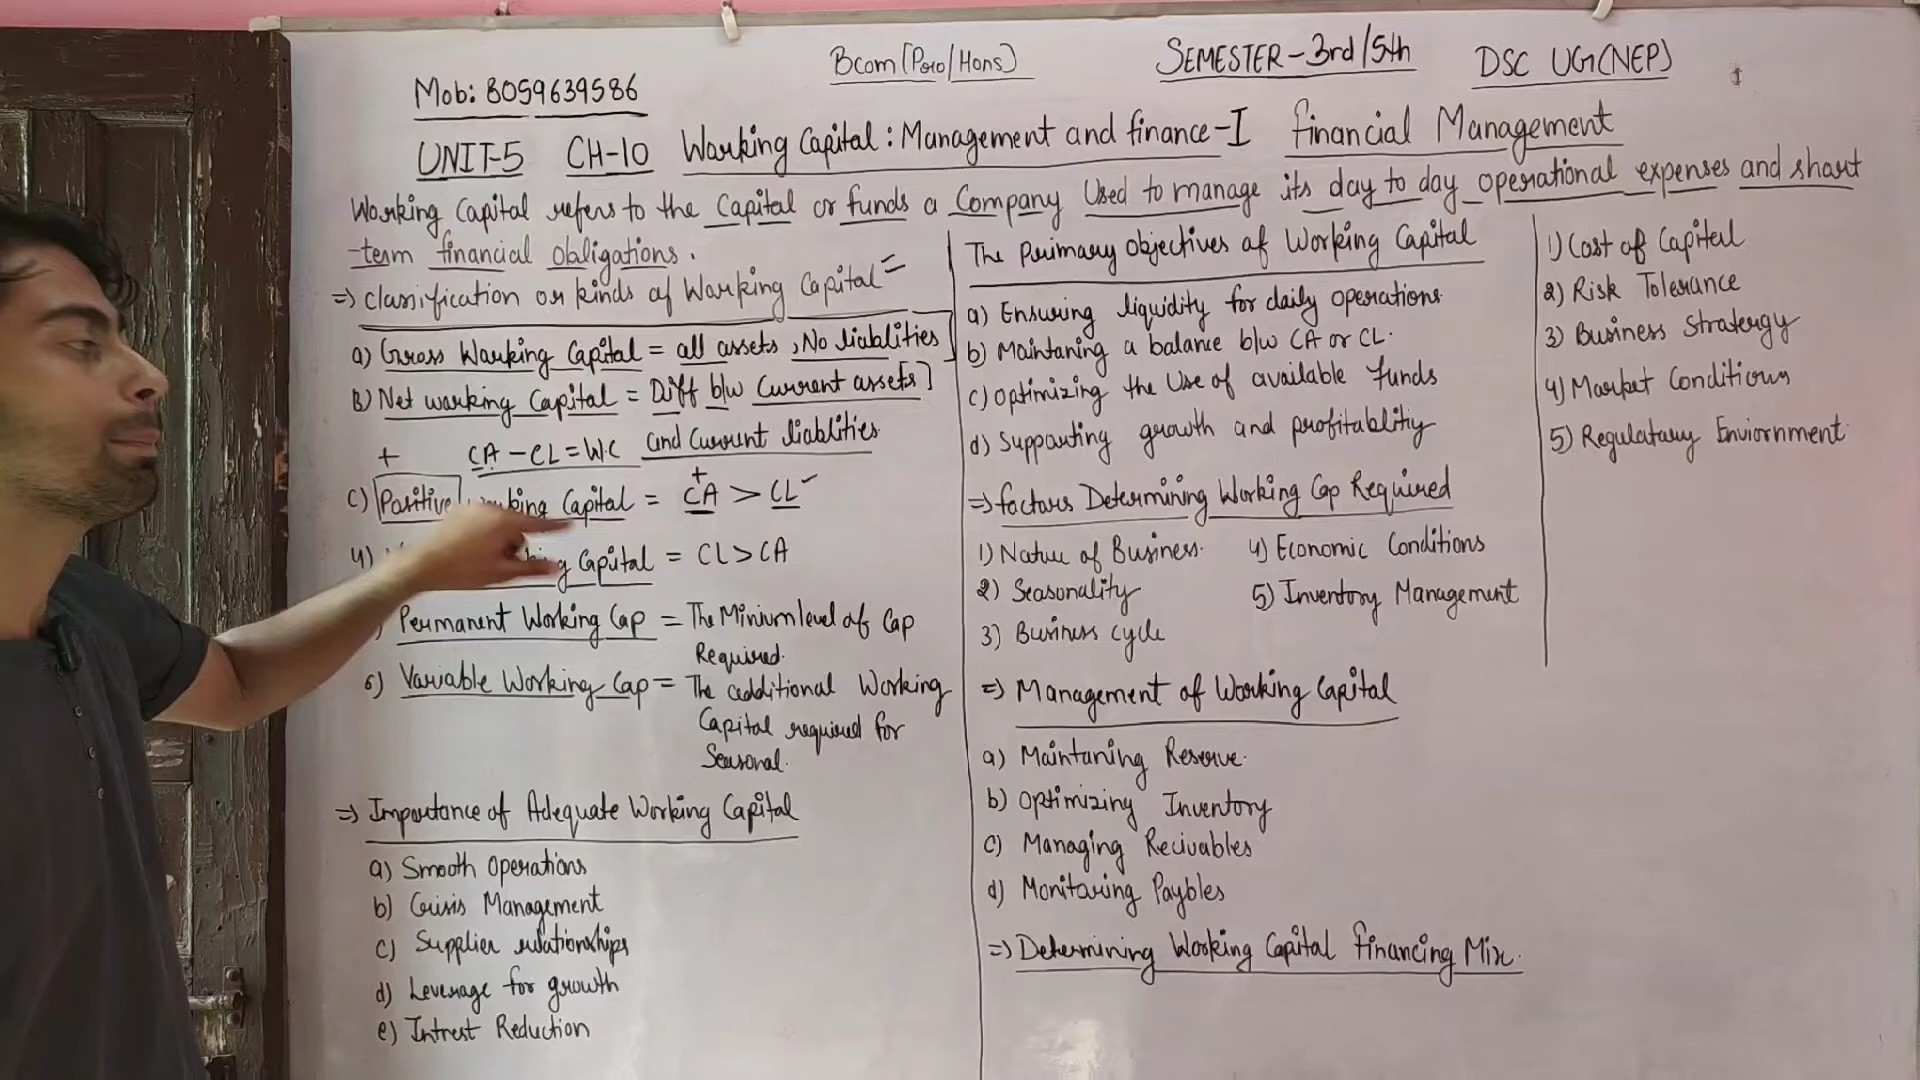 Bcom(Pro/Hons) SEMESTER-3rd/5th DSC UG(NEP)
Mob: 8059639586
UNIT-5 CH-10 Working Capital: Management and finance-I financial Management
Working Capital refers to the Capital or funds a Company Used to manage its day to day operational expenses and short
-term financial obligations.
=> Classification or kinds of Working Capital =
a) Gross Working Capital = all assets, No liablities
B) Net working Capital = Diff b/w Current assets]
+ CA - CL = W.C and Current liablities
+
c) Positive Capital = CA > CL
4) Capital = CL > CA
Permanent Working Cap = The Minium level of Cap
Required.
6) Variable Working Cap = The additional Working
Capital required for
Seasonal.
=> Importance of Adequate Working Capital
a) Smooth Operations
b) Crisis Management
c) Supplier relationships
d) Leverage for growth
e) Intrest Reduction
The Primary Objectives of Working Capital
a) Ensuring liquidity for daily operations.
b) Maintaning a balance b/w CA or CL.
c) Optimizing the Use of available funds
d) Supporting growth and profitablitiy
=> factors Determining Working Cap Required
1) Nature of Business. 4) Economic Conditions
2) Seasonality 5) Inventory Management
3) Business cycle
=> Management of Working Capital
a) Maintaning Reserve.
b) Optimizing Inventory
c) Managing Recivables
d) Monitoring Paybles
=> Determining Working Capital financing Mix.
1) Cost of Capital
2) Risk Tolerance
3) Business Stratergy
4) Market Conditions
5) Regulatary Enviornment